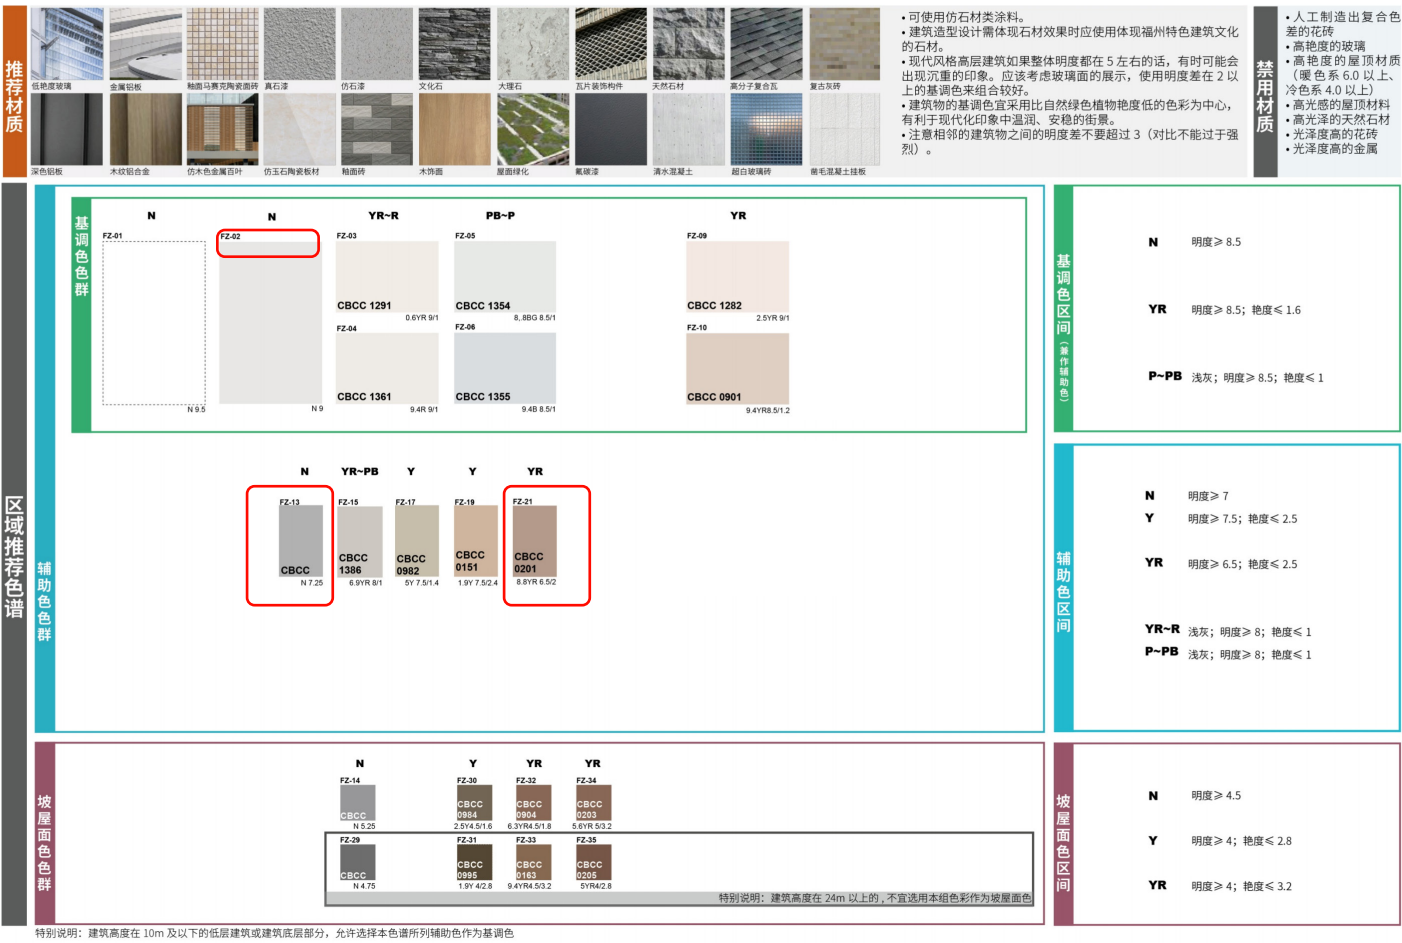 推荐材质
低艳度玻璃
金属铝板
釉面马赛克陶瓷面砖
真石漆
仿石漆
文化石
大理石
瓦片装饰构件
天然石材
高分子复合瓦
复古灰砖
深色铝板
木纹铝合金
仿木色金属百叶
仿玉石陶瓷板材
釉面砖
木饰面
屋面绿化
氟碳漆
清水混凝土
超白玻璃砖
凿毛混凝土挂板
• 可使用仿石材类涂料。
• 建筑造型设计需体现石材效果时应使用体现福州特色建筑文化
的石材。
• 现代风格高层建筑如果整体明度都在 5 左右的话，有时可能会
出现沉重的印象。应该考虑玻璃面的展示，使用明度差在 2 以
上的基调色来组合较好。
• 建筑物的基调色宜采用比自然绿色植物艳度低的色彩为中心，
有利于现代化印象中温润、安稳的街景。
• 注意相邻的建筑物之间的明度差不要超过 3（对比不能过于强
烈）。
禁用材质
• 人工制造出复合色
差的花砖
• 高艳度的玻璃
• 高艳度的屋顶材质
（暖色系 6.0 以上、
冷色系 4.0 以上）
• 高光感的屋顶材料
• 高光泽的天然石材
• 光泽度高的花砖
• 光泽度高的金属
区域推荐色谱
基调色色群
N
N
YR~R
PB~P
YR
FZ-01
FZ-02
FZ-03
FZ-05
FZ-09
CBCC 1291
CBCC 1354
CBCC 1282
0.6YR 9/1
8,.8BG 8.5/1
2.5YR 9/1
FZ-04
FZ-06
FZ-10
CBCC 1361
CBCC 1355
CBCC 0901
N 9.5
N 9
9.4R 9/1
9.4B 8.5/1
9.4YR8.5/1.2
辅助色色群
N
YR~PB
Y
Y
YR
FZ-13
FZ-15
FZ-17
FZ-19
FZ-21
CBCC
CBCC
1386
CBCC
0982
CBCC
0151
CBCC
0201
N 7.25
6.9YR 8/1
5Y 7.5/1.4
1.9Y 7.5/2.4
8.8YR 6.5/2
坡屋面色色群
N
Y
YR
YR
FZ-14
FZ-30
FZ-32
FZ-34
CBCC
CBCC
0984
CBCC
0904
CBCC
0203
N 5.25
2.5Y4.5/1.6
6.3YR4.5/1.8
5.6YR 5/3.2
FZ-29
FZ-31
FZ-33
FZ-35
CBCC
CBCC
0995
CBCC
0163
CBCC
0205
N 4.75
1.9Y 4/2.8
9.4YR4.5/3.2
5YR4/2.8
特别说明：建筑高度在 24m 以上的 , 不宜选用本组色彩作为坡屋面色
基调色区间（兼作辅助色）
N 明度≥ 8.5
YR 明度≥ 8.5；艳度≤ 1.6
P~PB 浅灰；明度≥ 8.5；艳度≤ 1
辅助色区间
N 明度≥ 7
Y 明度≥ 7.5；艳度≤ 2.5
YR 明度≥ 6.5；艳度≤ 2.5
YR~R 浅灰；明度≥ 8；艳度≤ 1
P~PB 浅灰；明度≥ 8；艳度≤ 1
坡屋面色区间
N 明度≥ 4.5
Y 明度≥ 4；艳度≤ 2.8
YR 明度≥ 4；艳度≤ 3.2
特别说明：建筑高度在 10m 及以下的低层建筑或建筑底层部分，允许选择本色谱所列辅助色作为基调色